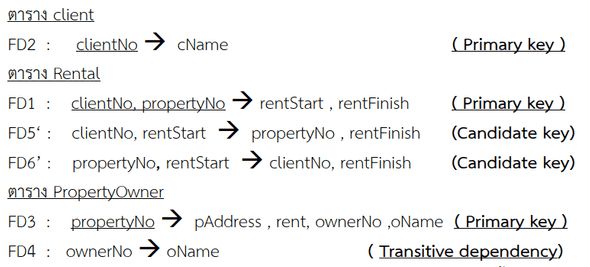 ตาราง client
FD2 : clientNo → cName ( Primary key )
ตาราง Rental
FD1 : clientNo, propertyNo → rentStart , rentFinish ( Primary key )
FD5‘ : clientNo, rentStart → propertyNo , rentFinish (Candidate key)
FD6’ : propertyNo, rentStart → clientNo, rentFinish (Candidate key)
ตาราง PropertyOwner
FD3 : propertyNo → pAddress , rent, ownerNo ,oName ( Primary key )
FD4 : ownerNo → oName ( Transitive dependency)